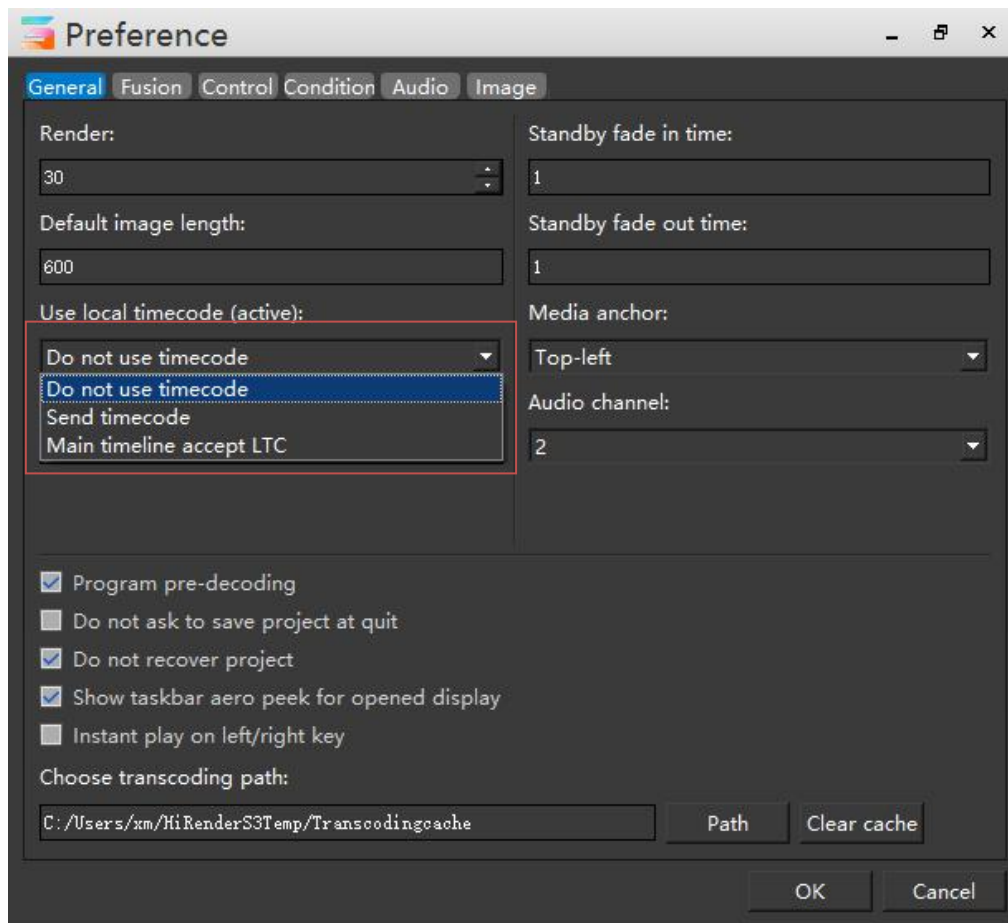 Preference
General Fusion Control Condition Audio Image
Render:
30
Default image length:
600
Use local timecode (active):
Do not use timecode
Do not use timecode
Send timecode
Main timeline accept LTC
Standby fade in time:
1
Standby fade out time:
1
Media anchor:
Top-left
Audio channel:
2
Program pre-decoding
Do not ask to save project at quit
Do not recover project
Show taskbar aero peek for opened display
Instant play on left/right key
Choose transcoding path:
C:/Users/xm/HiRenderS3Temp/Transcodingcache
Path Clear cache
OK Cancel